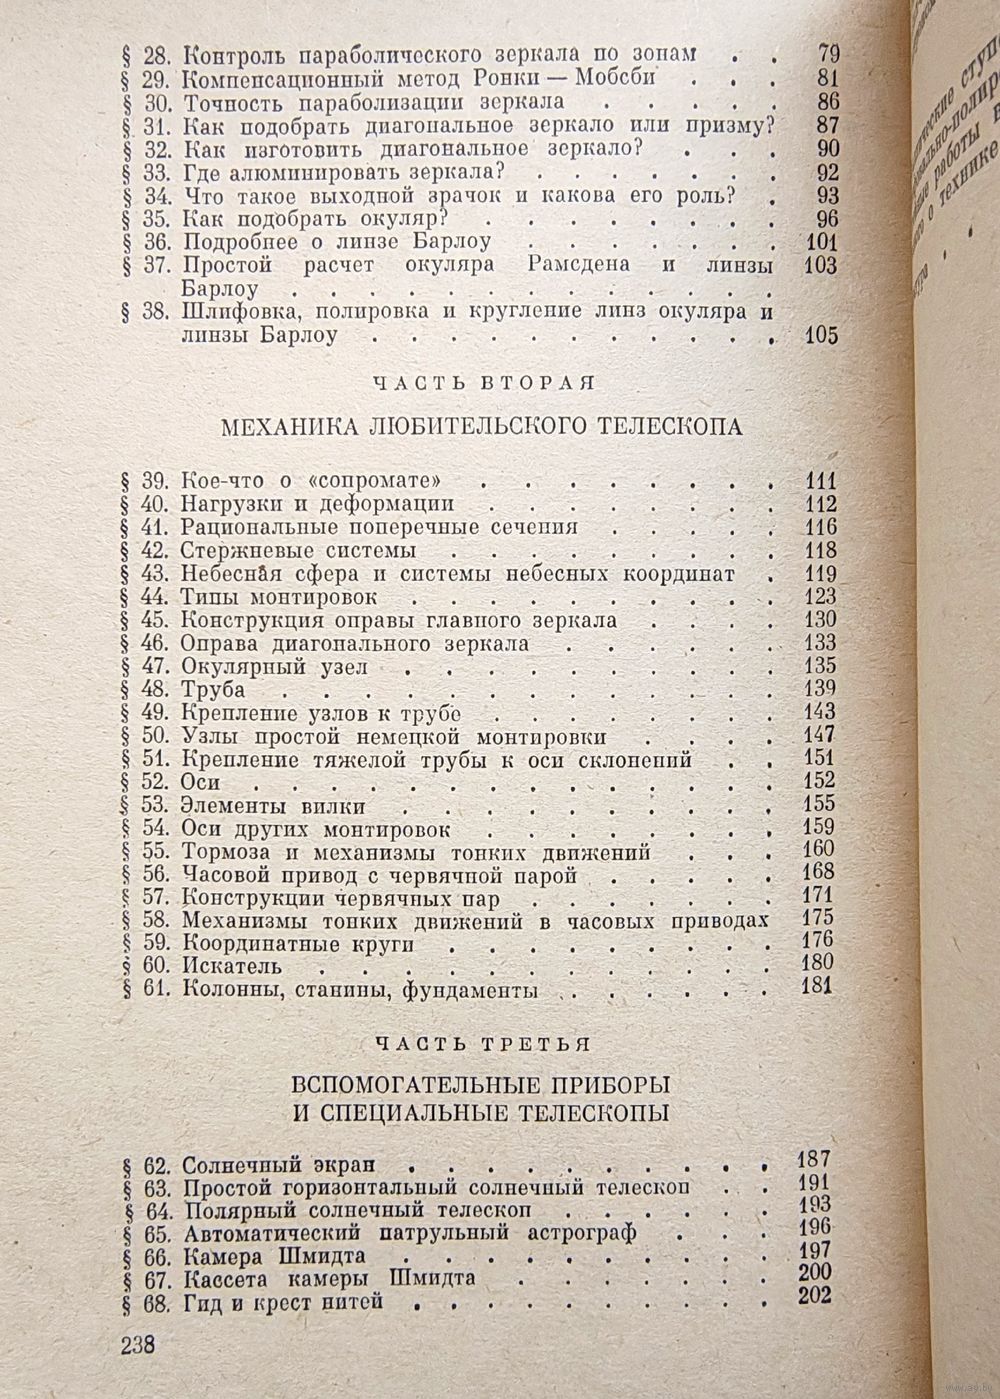 § 28. Контроль параболического зеркала по зонам . . 79
§ 29. Компенсационный метод Ронки — Мобсби . . . 81
§ 30. Точность параболизации зеркала . . . . . 86
§ 31. Как подобрать диагональное зеркало или призму? 87
§ 32. Как изготовить диагональное зеркало? . . . 90
§ 33. Где алюминировать зеркала? . . . . . . . 92
§ 34. Что такое выходной зрачок и какова его роль? . 93
§ 35. Как подобрать окуляр? . . . . . . . . 96
§ 36. Подробнее о линзе Барлоу . . . . . . . 101
§ 37. Простой расчет окуляра Рамсдена и линзы 103
Барлоу . . . . . . . . . . . . .
§ 38. Шлифовка, полировка и кругление линз окуляра и
линзы Барлоу . . . . . . . . . . . 105
ЧАСТЬ ВТОРАЯ
МЕХАНИКА ЛЮБИТЕЛЬСКОГО ТЕЛЕСКОПА
§ 39. Кое-что о «сопромате» . . . . . . . . 111
§ 40. Нагрузки и деформации . . . . . . . . 112
§ 41. Рациональные поперечные сечения . . . . . 116
§ 42. Стержневые системы . . . . . . . . . 118
§ 43. Небесная сфера и системы небесных координат . 119
§ 44. Типы монтировок . . . . . . . . . . 123
§ 45. Конструкция оправы главного зеркала . . . . 130
§ 46. Оправа диагонального зеркала . . . . . . 133
§ 47. Окулярный узел . . . . . . . . . . 135
§ 48. Труба . . . . . . . . . . . . . 139
§ 49. Крепление узлов к трубе . . . . . . . . 143
§ 50. Узлы простой немецкой монтировки . . . . 147
§ 51. Крепление тяжелой трубы к оси склонений . . 151
§ 52. Оси . . . . . . . . . . . . . . 152
§ 53. Элементы вилки . . . . . . . . . . 155
§ 54. Оси других монтировок . . . . . . . . 159
§ 55. Тормоза и механизмы тонких движений . . . 160
§ 56. Часовой привод с червячной парой . . . . . 168
§ 57. Конструкции червячных пар . . . . . . . 171
§ 58. Механизмы тонких движений в часовых приводах 175
§ 59. Координатные круги . . . . . . . . . 176
§ 60. Искатель . . . . . . . . . . . . 180
§ 61. Колонны, станины, фундаменты . . . . . . 181
ЧАСТЬ ТРЕТЬЯ
ВСПОМОГАТЕЛЬНЫЕ ПРИБОРЫ
И СПЕЦИАЛЬНЫЕ ТЕЛЕСКОПЫ
§ 62. Солнечный экран . . . . . . . . . . 187
§ 63. Простой горизонтальный солнечный телескоп . . 191
§ 64. Полярный солнечный телескоп . . . . . . 193
§ 65. Автоматический патрульный астрограф . . . 196
§ 66. Камера Шмидта . . . . . . . . . . 197
§ 67. Кассета камеры Шмидта . . . . . . . 200
§ 68. Гид и крест нитей . . . . . . . . . . 202
238
работы
о технике
www.ay.by